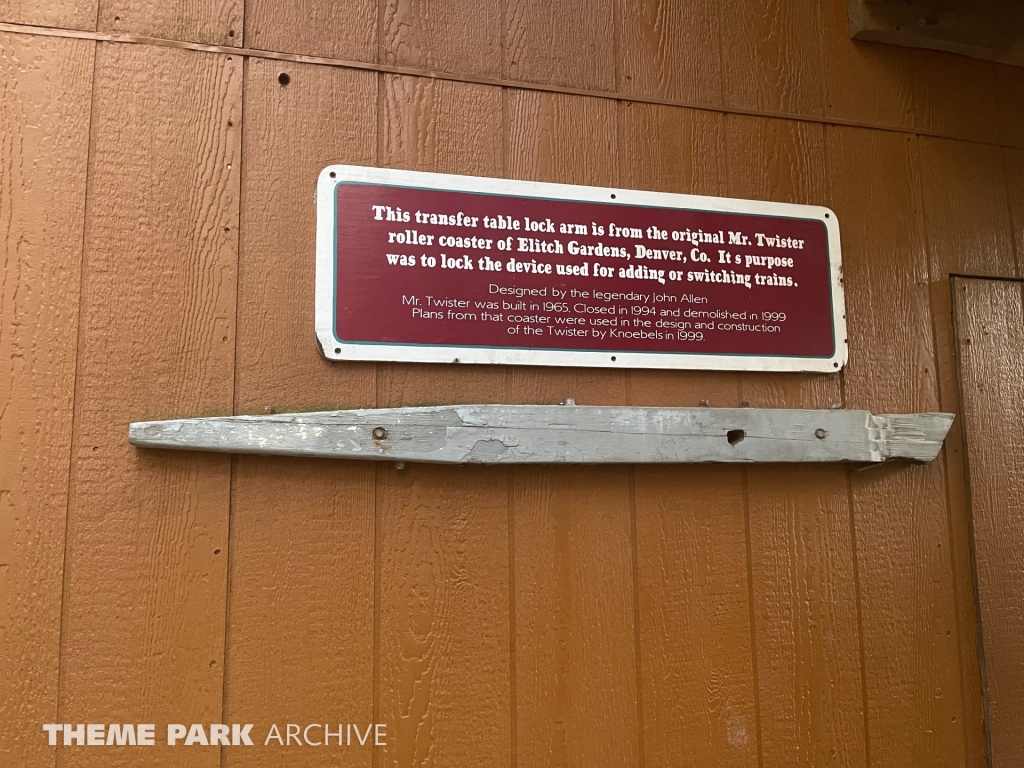 This transfer table lock arm is from the original Mr. Twister
roller coaster of Elitch Gardens, Denver, Co. It s purpose
was to lock the device used for adding or switching trains.
Designed by the legendary John Allen
Mr. Twister was built in 1965. Closed in 1994 and demolished in 1999
Plans from that coaster were used in the design and construction
of the Twister by Knoebels in 1999.
THEME PARK ARCHIVE